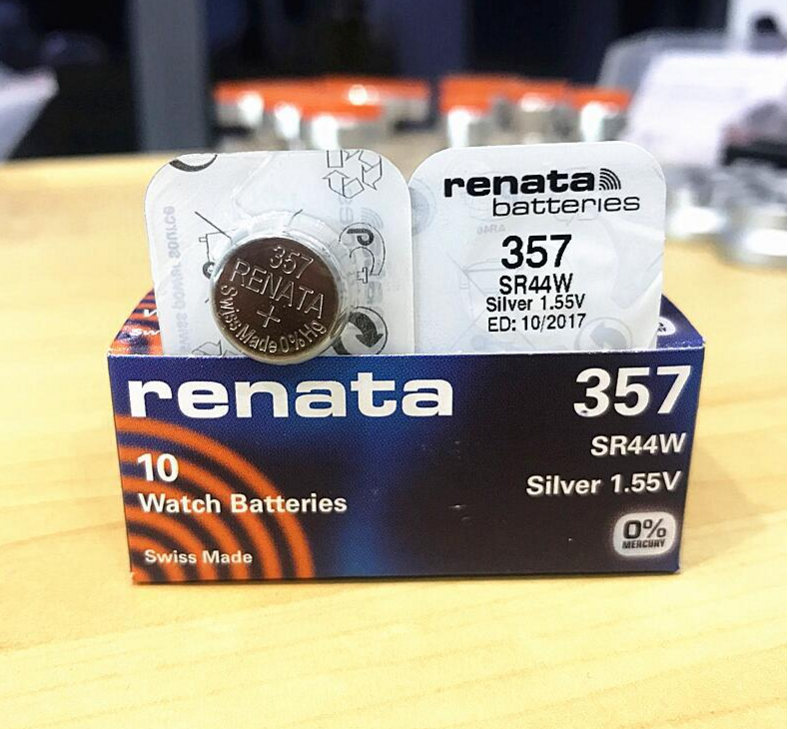 357
RENATA
+
Swiss Made 0% Hg
renata
batteries
357
SR44W
Silver 1.55V
ED: 10/2017
renata
357
SR44W
Silver 1.55V
10
Watch Batteries
Swiss Made
0%
MERCURY